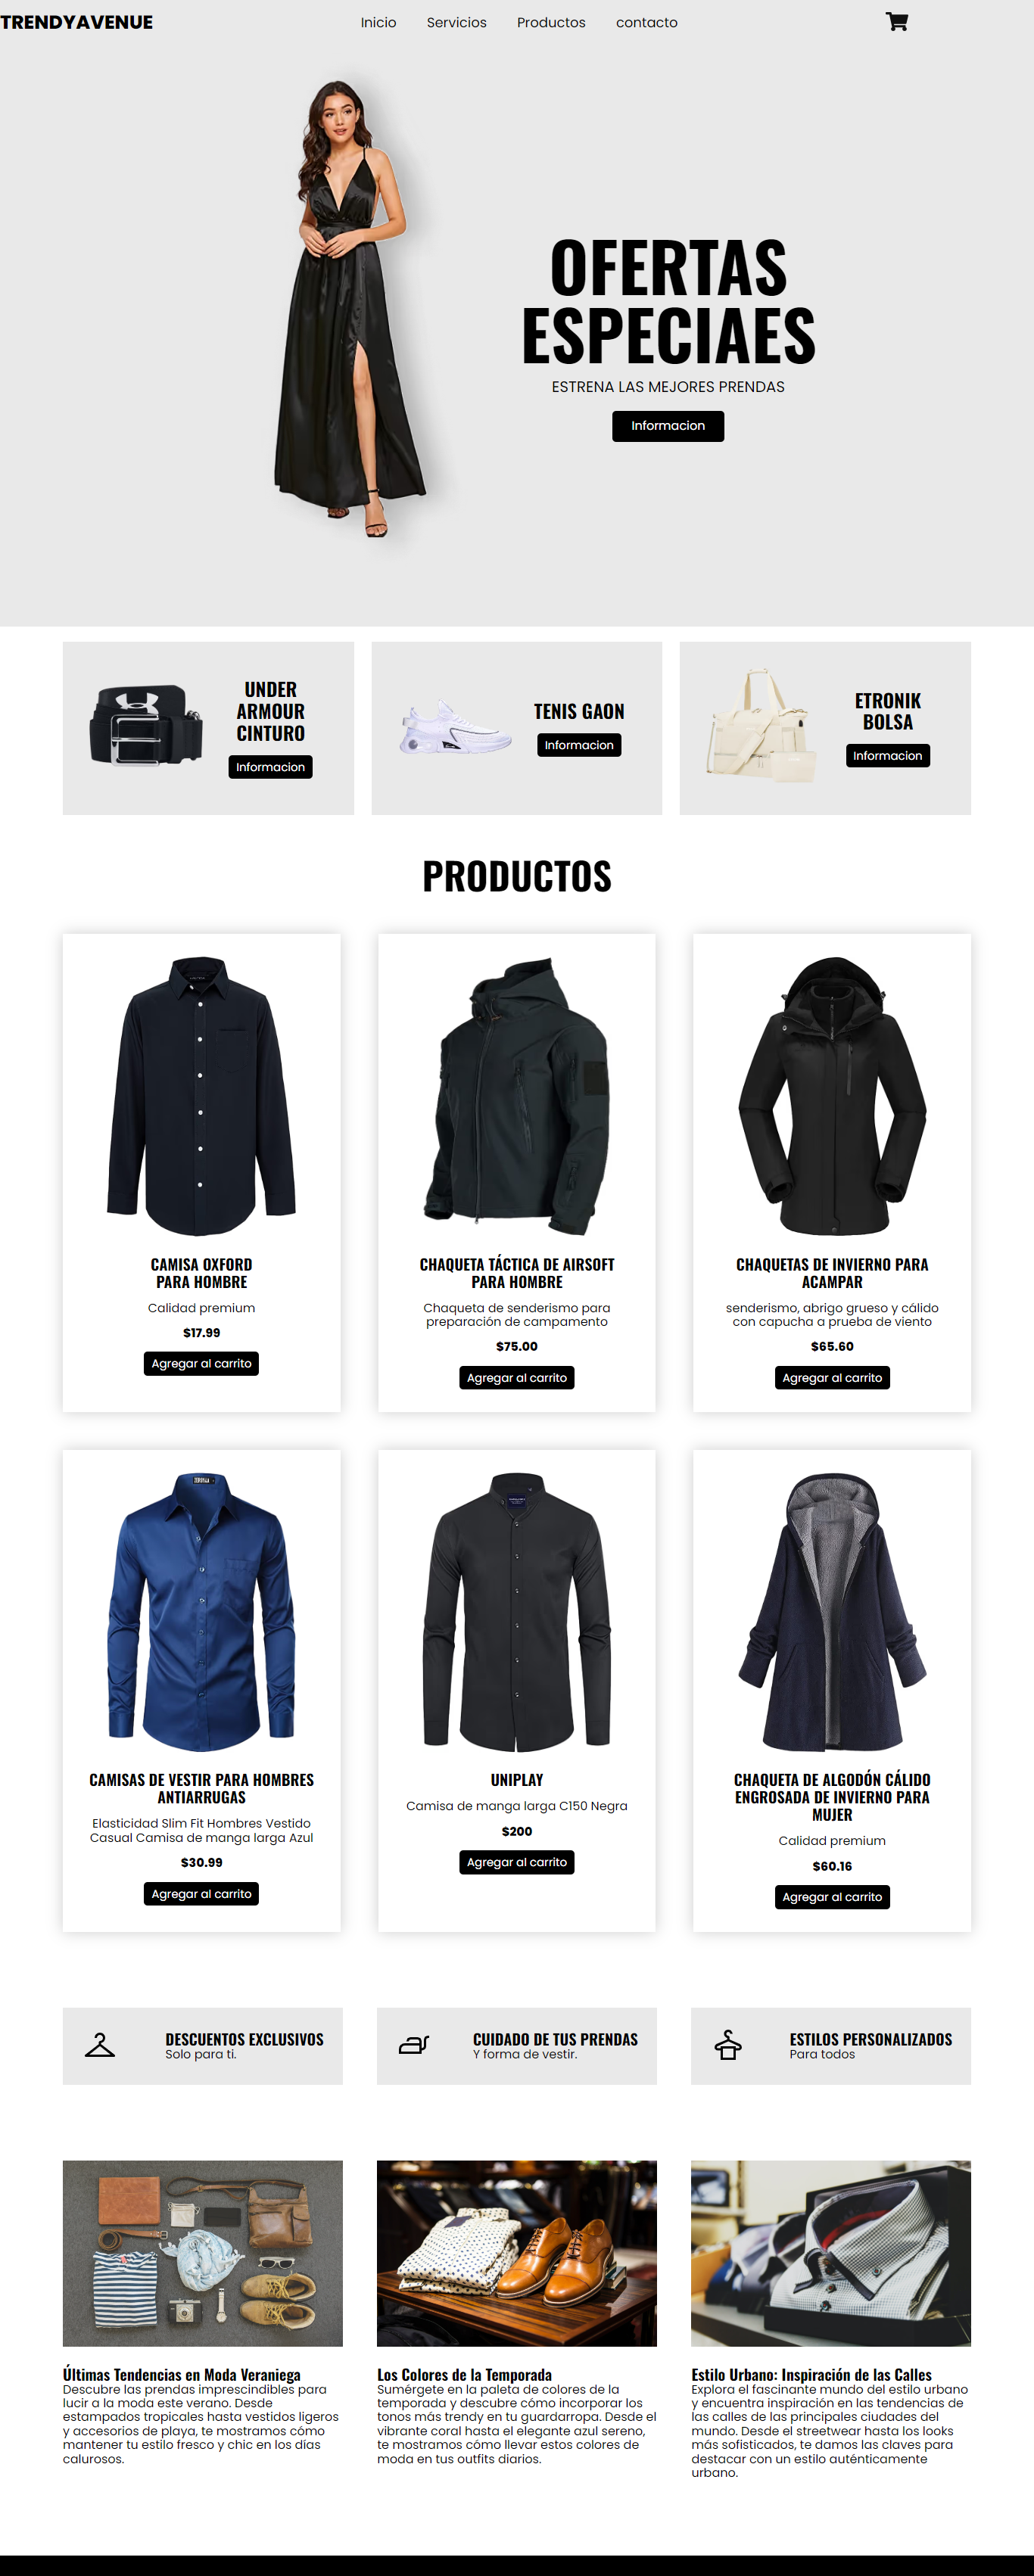 TRENDYAVENUE
Inicio Servicios Productos contacto
OFERTAS
ESPECIAES
ESTRENA LAS MEJORES PRENDAS
Informacion
UNDER
ARMOUR
CINTURO
Informacion
TENIS GAON
Informacion
ETRONIK
BOLSA
Informacion
PRODUCTOS
CAMISA OXFORD
PARA HOMBRE
Calidad premium
$17.99
Agregar al carrito
CHAQUETA TÁCTICA DE AIRSOFT
PARA HOMBRE
Chaqueta de senderismo para
preparación de campamento
$75.00
Agregar al carrito
CHAQUETAS DE INVIERNO PARA
ACAMPAR
senderismo, abrigo grueso y cálido
con capucha a prueba de viento
$65.60
Agregar al carrito
CAMISAS DE VESTIR PARA HOMBRES
ANTIARRUGAS
Elasticidad Slim Fit Hombres Vestido
Casual Camisa de manga larga Azul
$30.99
Agregar al carrito
UNIPLAY
Camisa de manga larga C150 Negra
$200
Agregar al carrito
CHAQUETA DE ALGODÓN CÁLIDO
ENGROSADA DE INVIERNO PARA
MUJER
Calidad premium
$60.16
Agregar al carrito
DESCUENTOS EXCLUSIVOS
Solo para ti.
CUIDADO DE TUS PRENDAS
Y forma de vestir.
ESTILOS PERSONALIZADOS
Para todos
Últimas Tendencias en Moda Veraniega
Descubre las prendas imprescindibles para
lucir a la moda este verano. Desde
estampados tropicales hasta vestidos ligeros
y accesorios de playa, te mostramos cómo
mantener tu estilo fresco y chic en los días
calurosos.
Los Colores de la Temporada
Sumérgete en la paleta de colores de la
temporada y descubre cómo incorporar los
tonos más trendy en tu guardarropa. Desde el
vibrante coral hasta el elegante azul sereno,
te mostramos cómo llevar estos colores de
moda en tus outfits diarios.
Estilo Urbano: Inspiración de las Calles
Explora el fascinante mundo del estilo urbano
y encuentra inspiración en las tendencias de
las calles de las principales ciudades del
mundo. Desde el streetwear hasta los looks
más sofisticados, te damos las claves para
destacar con un estilo auténticamente
urbano.